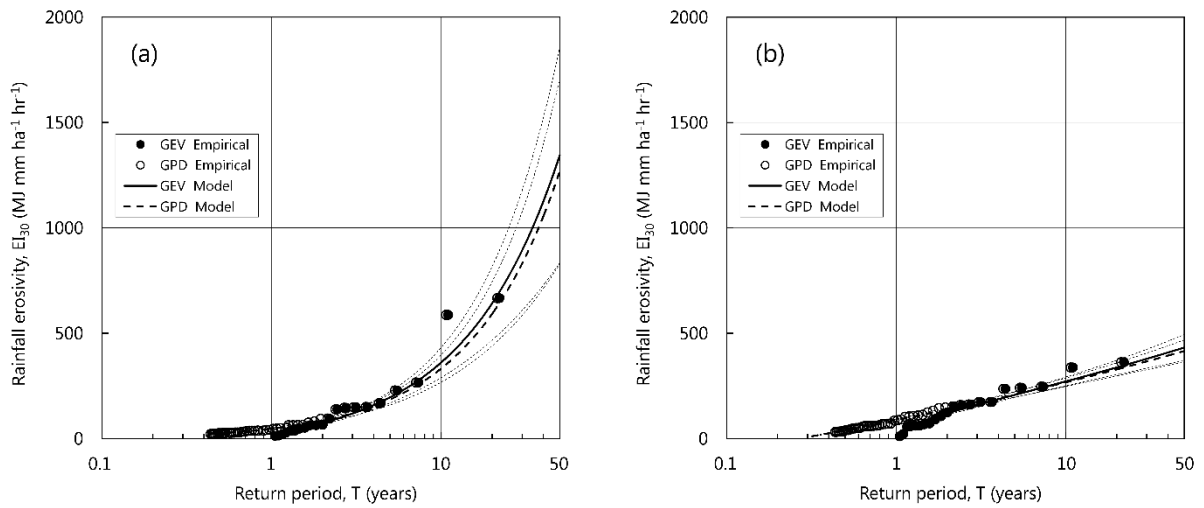 (a)
Rainfall erosivity, EI₃₀ (MJ mm ha⁻¹ hr⁻¹)
2000
1500
1000
500
0
GEV Empirical
GPD Empirical
GEV Model
GPD Model
0.1 1 10 50
Return period, T (years)
(b)
Rainfall erosivity, EI₃₀ (MJ mm ha⁻¹ hr⁻¹)
2000
1500
1000
500
0
GEV Empirical
GPD Empirical
GEV Model
GPD Model
0.1 1 10 50
Return period, T (years)